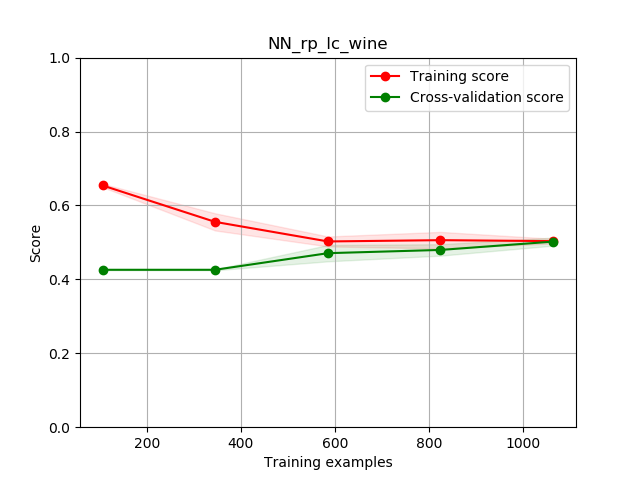 NN_rp_lc_wine
Training score
Cross-validation score
1.0
0.8
0.6
0.4
0.2
0.0
Score
200 400 600 800 1000
Training examples